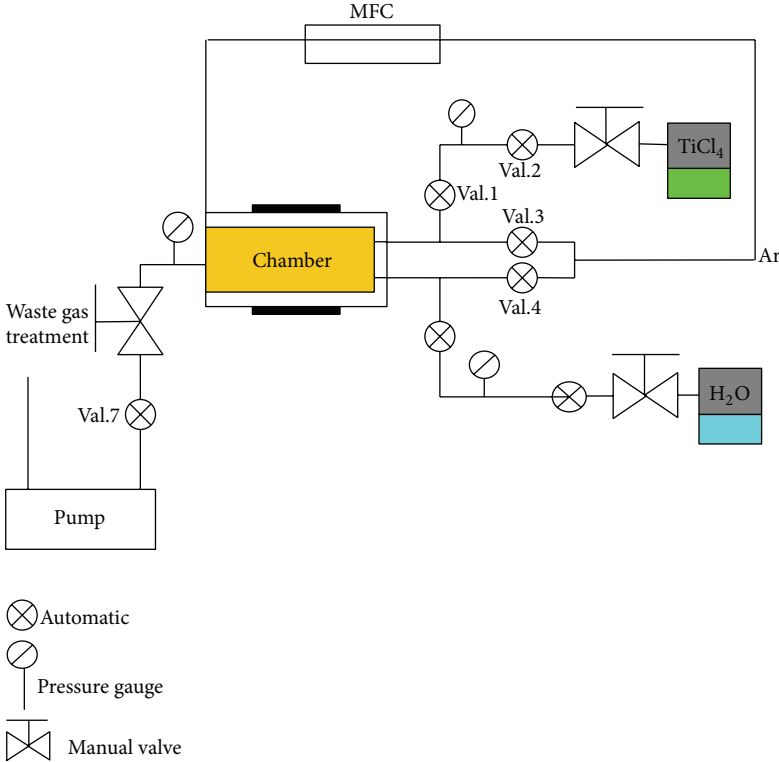 MFC
TiCl4
Val.2
Val.1
Val.3
Ar
Chamber
Val.4
Waste gas
treatment
H2O
Val.7
Pump
Automatic
Pressure gauge
Manual valve